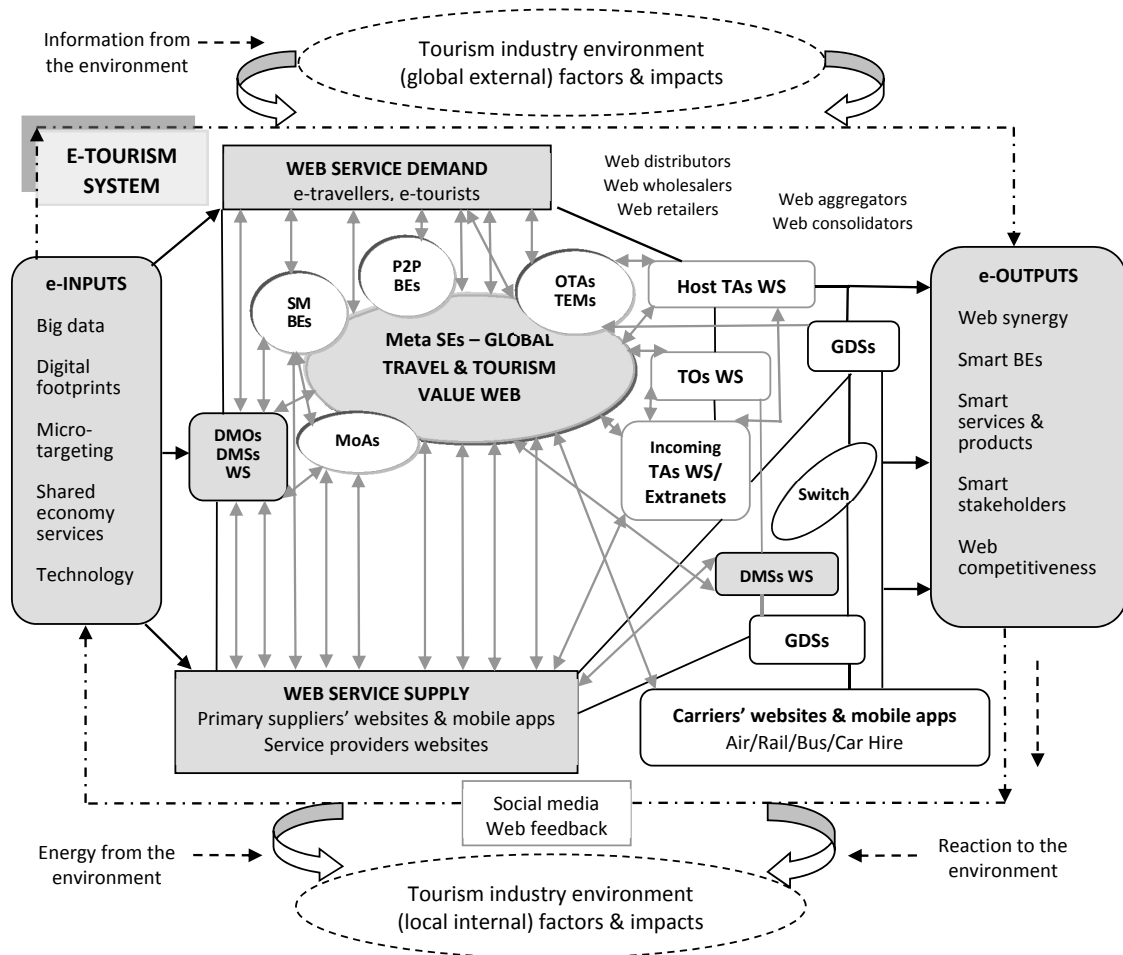 Information from
the environment
Tourism industry environment
(global external) factors & impacts
E-TOURISM
SYSTEM
WEB SERVICE DEMAND
e-travellers, e-tourists
Web distributors
Web wholesalers
Web retailers
Web aggregators
Web consolidators
e-INPUTS
Big data
Digital
footprints
Micro-
targeting
Shared
economy
services
Technology
P2P
BEs
SM
BEs
OTAs
TEMs
Host TAs WS
GDSs
Meta SEs – GLOBAL
TRAVEL & TOURISM
VALUE WEB
TOs WS
DMOs
DMSs
WS
MoAs
Incoming
TAs WS/
Extranets
Switch
DMSs WS
GDSs
e-OUTPUTS
Web synergy
Smart BEs
Smart
services &
products
Smart
stakeholders
Web
competitiveness
WEB SERVICE SUPPLY
Primary suppliers’ websites & mobile apps
Service providers websites
Carriers’ websites & mobile apps
Air/Rail/Bus/Car Hire
Social media
Web feedback
Energy from the
environment
Reaction to the
environment
Tourism industry environment
(local internal) factors & impacts